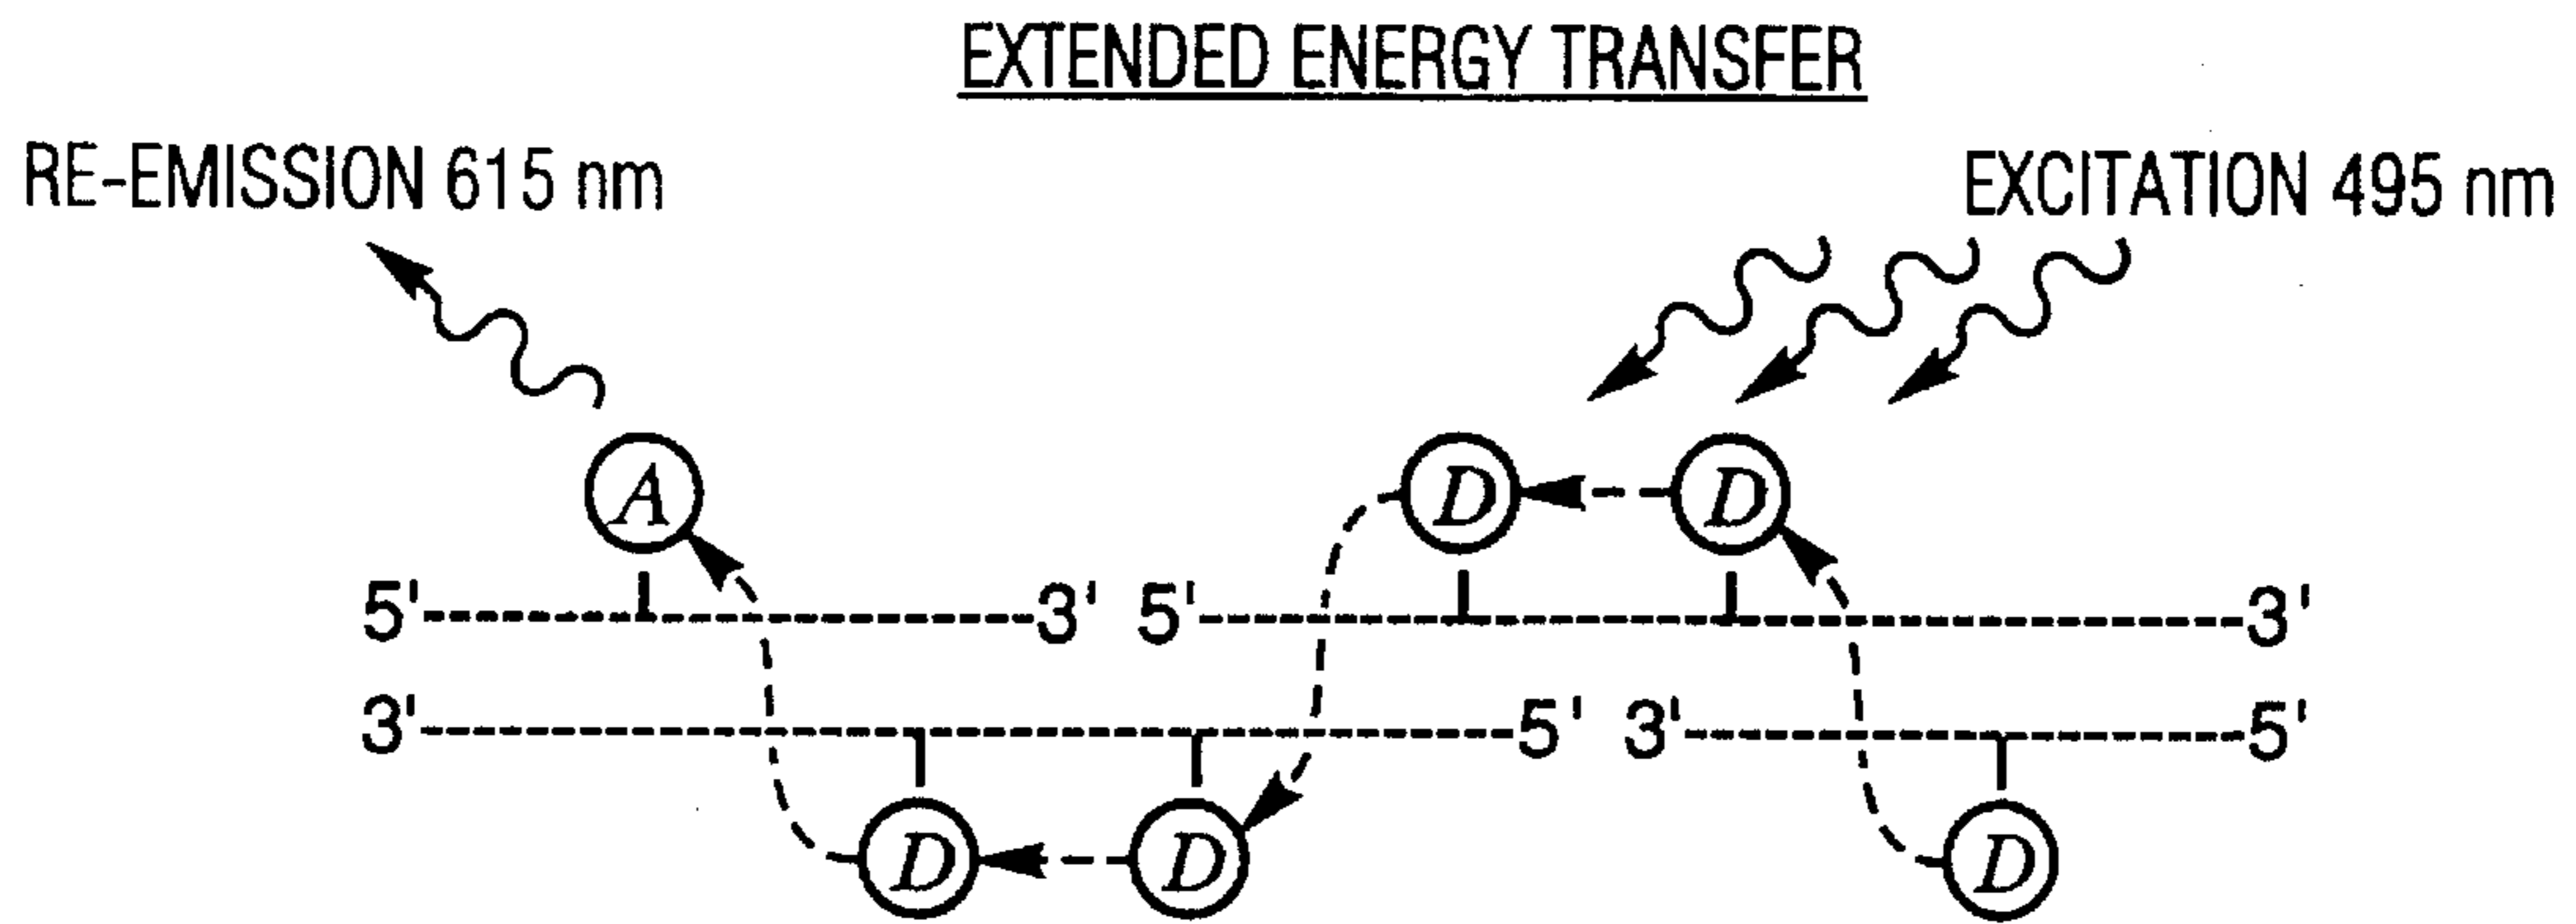 EXTENDED ENERGY TRANSFER
RE-EMISSION 615 nm
EXCITATION 495 nm
A
D
D
5' 3' 5' 3'
3' 5' 3' 5'
D
D
D